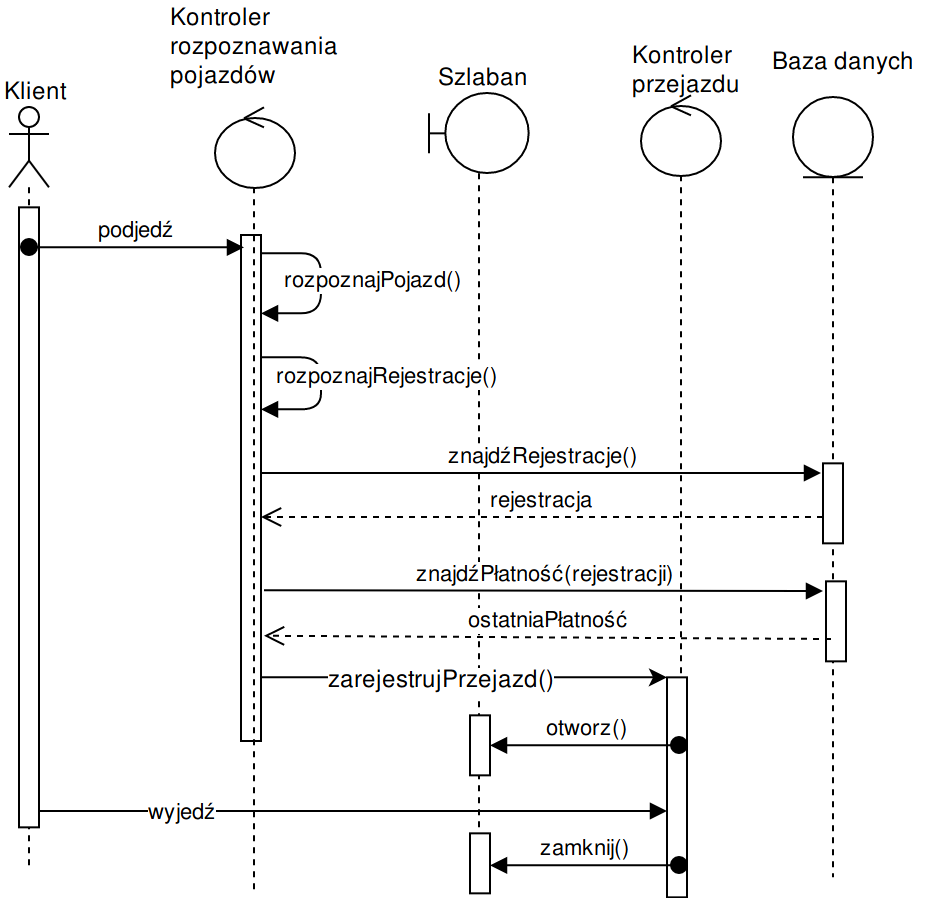 Kontroler
rozpoznawania
pojazdów
Klient
Szlaban
Kontroler
przejazdu
Baza danych
podjedź
rozpoznajPojazd()
rozpoznajRejestracje()
znajdźRejestracje()
rejestracja
znajdźPłatność(rejestracji)
ostatniaPłatność
zarejestrujPrzejazd()
otworz()
wyjedź
zamknij()